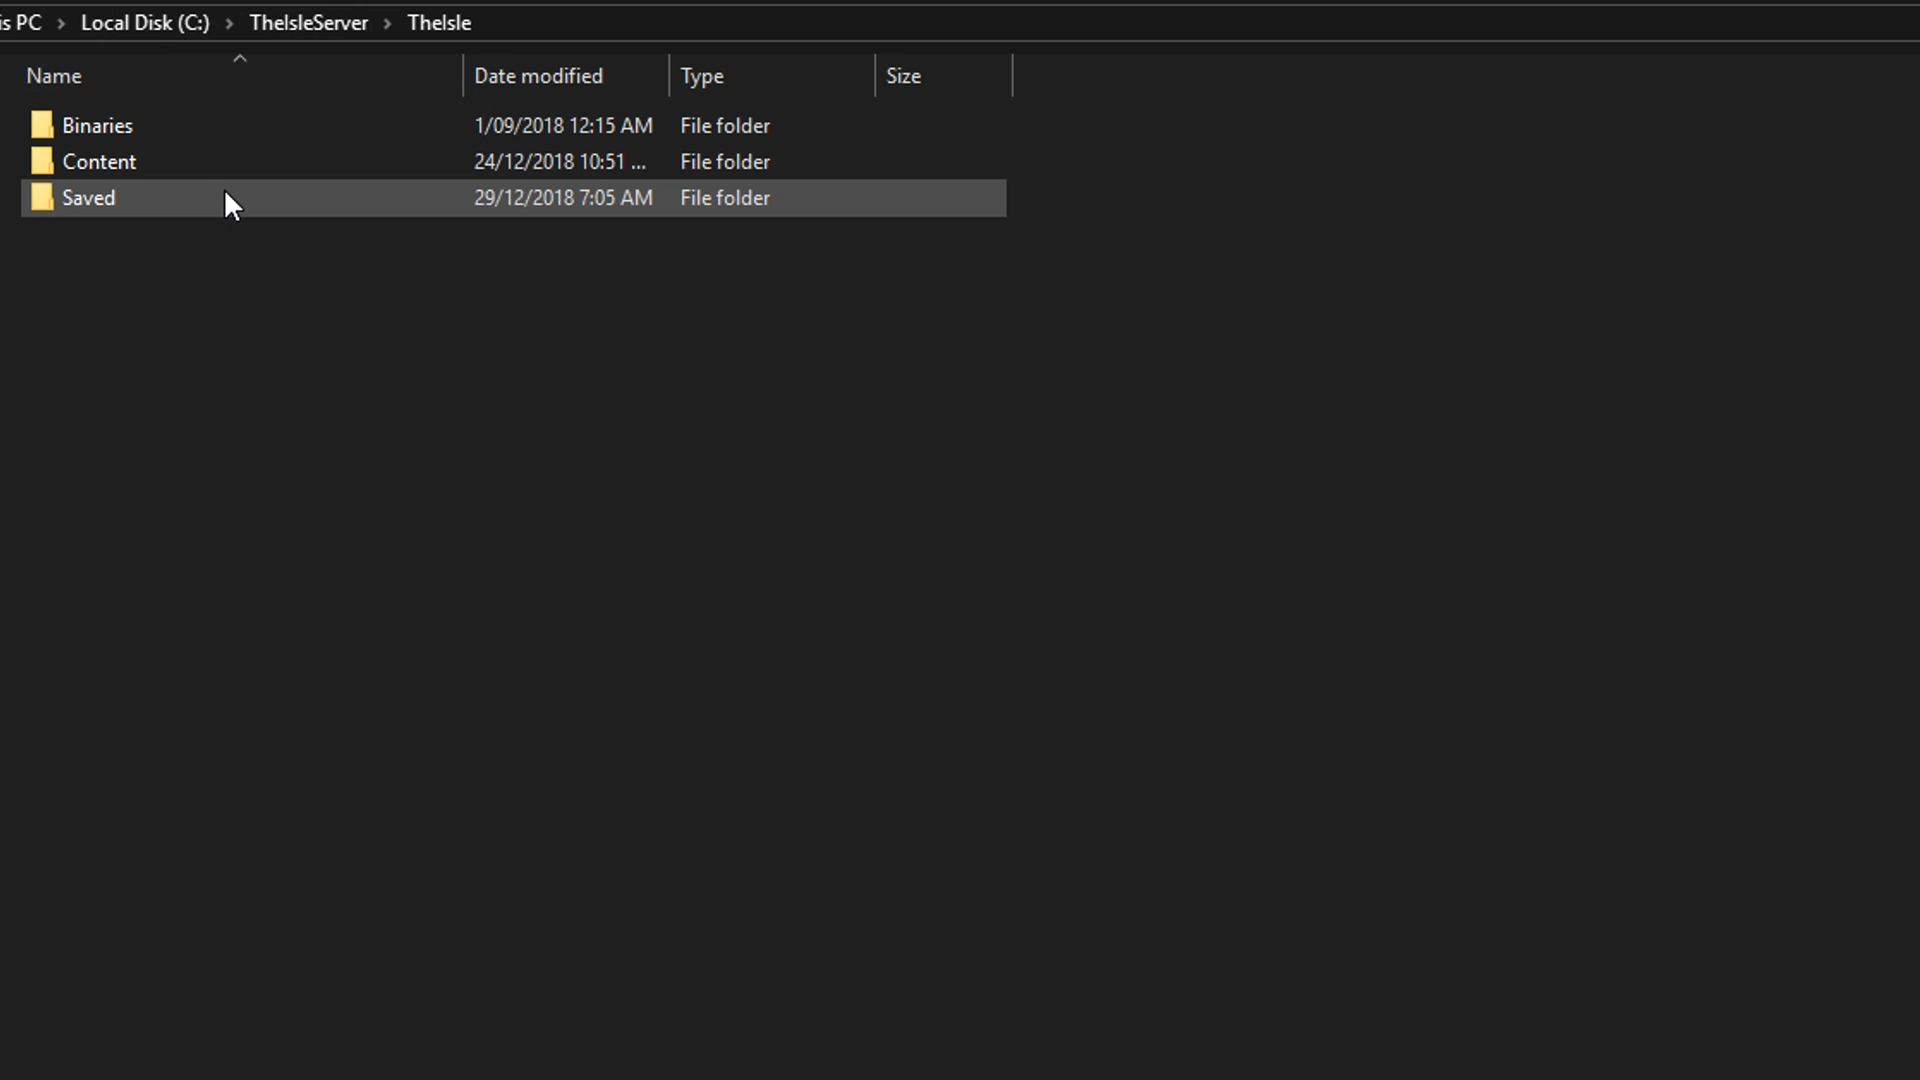 is PC > Local Disk (C:) > TheIsleServer > TheIsle
Name Date modified Type Size
Binaries 1/09/2018 12:15 AM File folder
Content 24/12/2018 10:51 ... File folder
Saved 29/12/2018 7:05 AM File folder